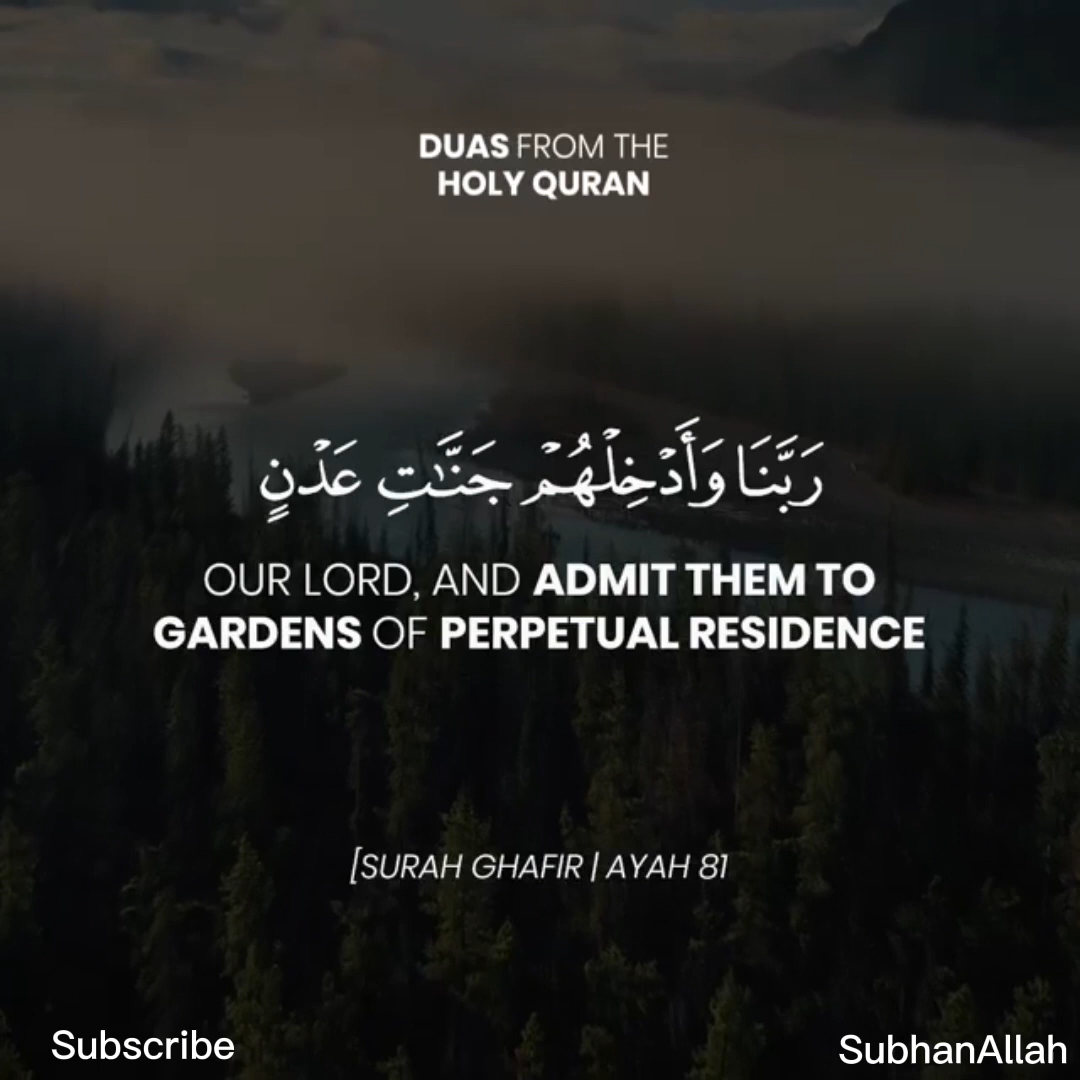 DUAS FROM THE
HOLY QURAN
رَبَّنَا وَأَدْخِلْهُمْ جَنَّٰتِ عَدْنٍ
OUR LORD, AND ADMIT THEM TO
GARDENS OF PERPETUAL RESIDENCE
[SURAH GHAFIR | AYAH 81
Subscribe
SubhanAllah